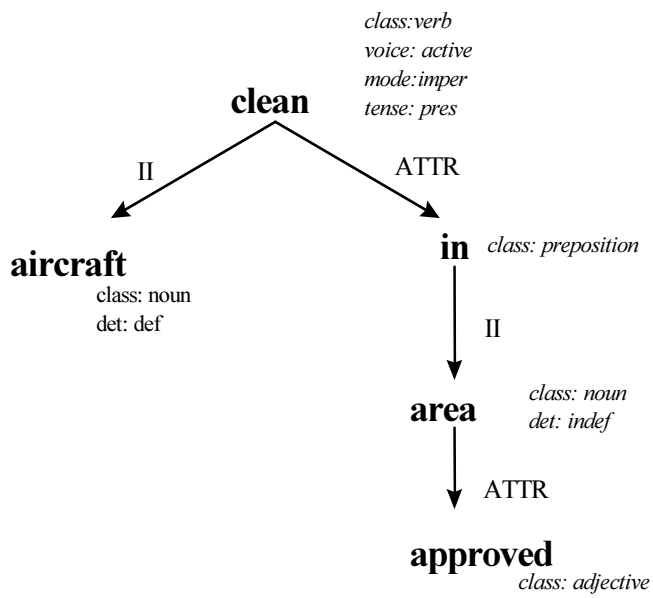 class:verb
voice: active
mode:imper
tense: pres
clean
II
ATTR
aircraft
class: noun
det: def
in
class: preposition
II
area
class: noun
det: indef
ATTR
approved
class: adjective